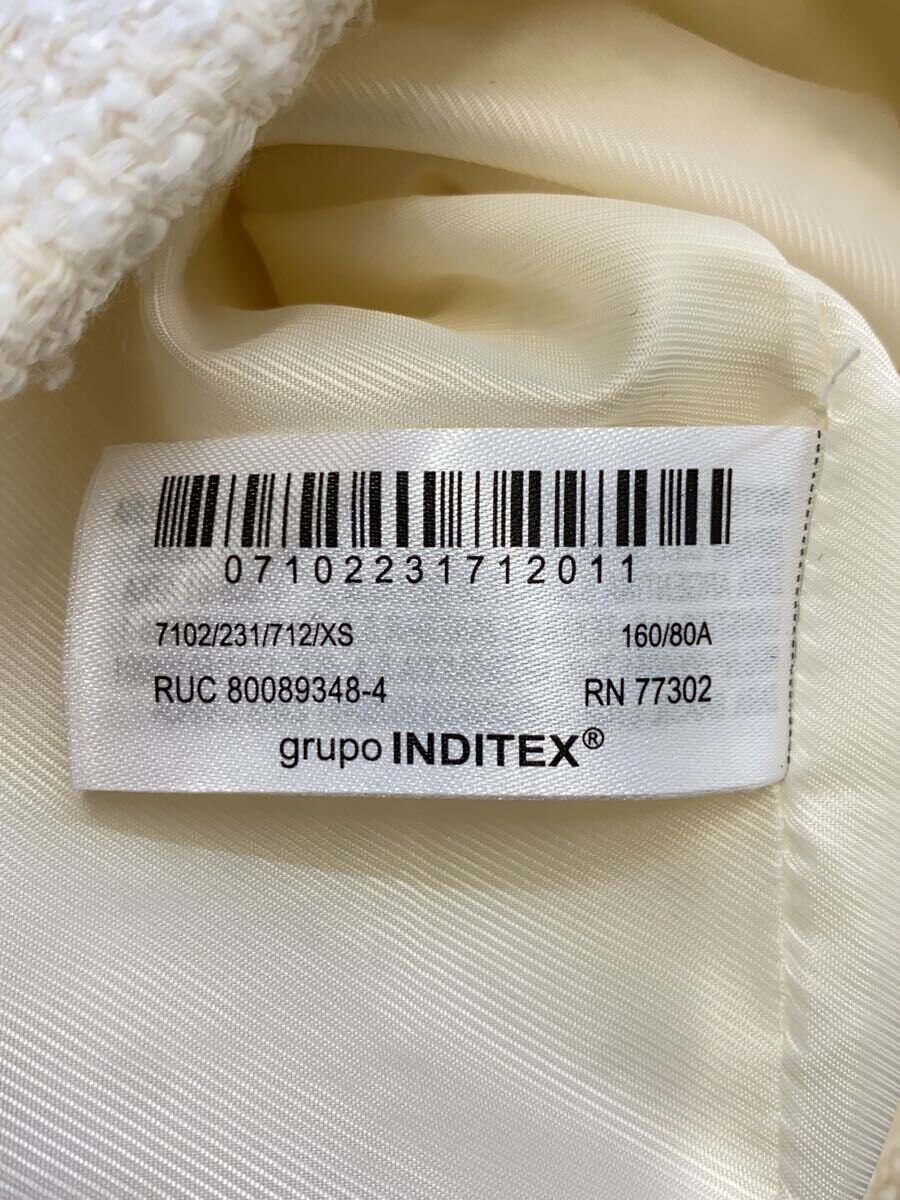 07102231712011
7102/231/712/XS 160/80A
RUC 80089348-4 RN 77302
grupo INDITEX®